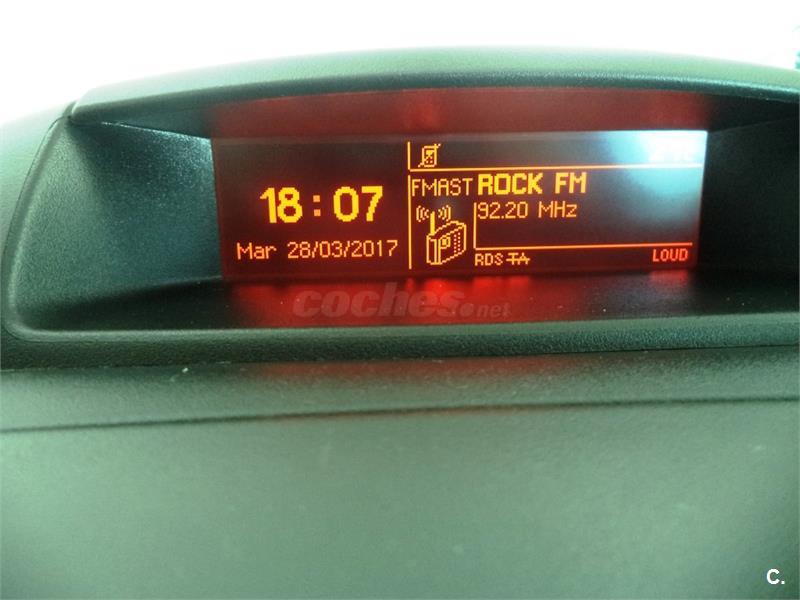 18:07
Mar 28/03/2017
FMAST ROCK FM
92.20 MHz
RDS TA
LOUD
coches.net
C.